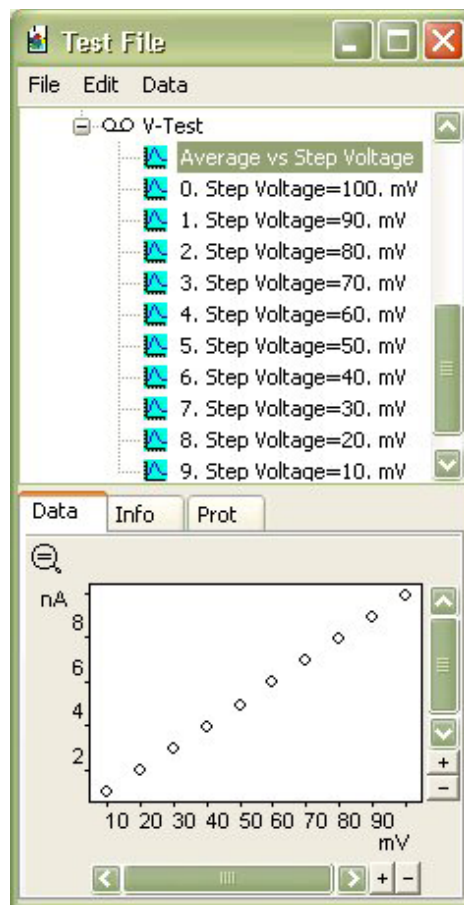 Test File
File Edit Data
V-Test
Average vs Step Voltage
0. Step Voltage=100. mV
1. Step Voltage=90. mV
2. Step Voltage=80. mV
3. Step Voltage=70. mV
4. Step Voltage=60. mV
5. Step Voltage=50. mV
6. Step Voltage=40. mV
7. Step Voltage=30. mV
8. Step Voltage=20. mV
9. Step Voltage=10. mV
Data Info Prot
nA
8
6
4
2
10 20 30 40 50 60 70 80 90
mV